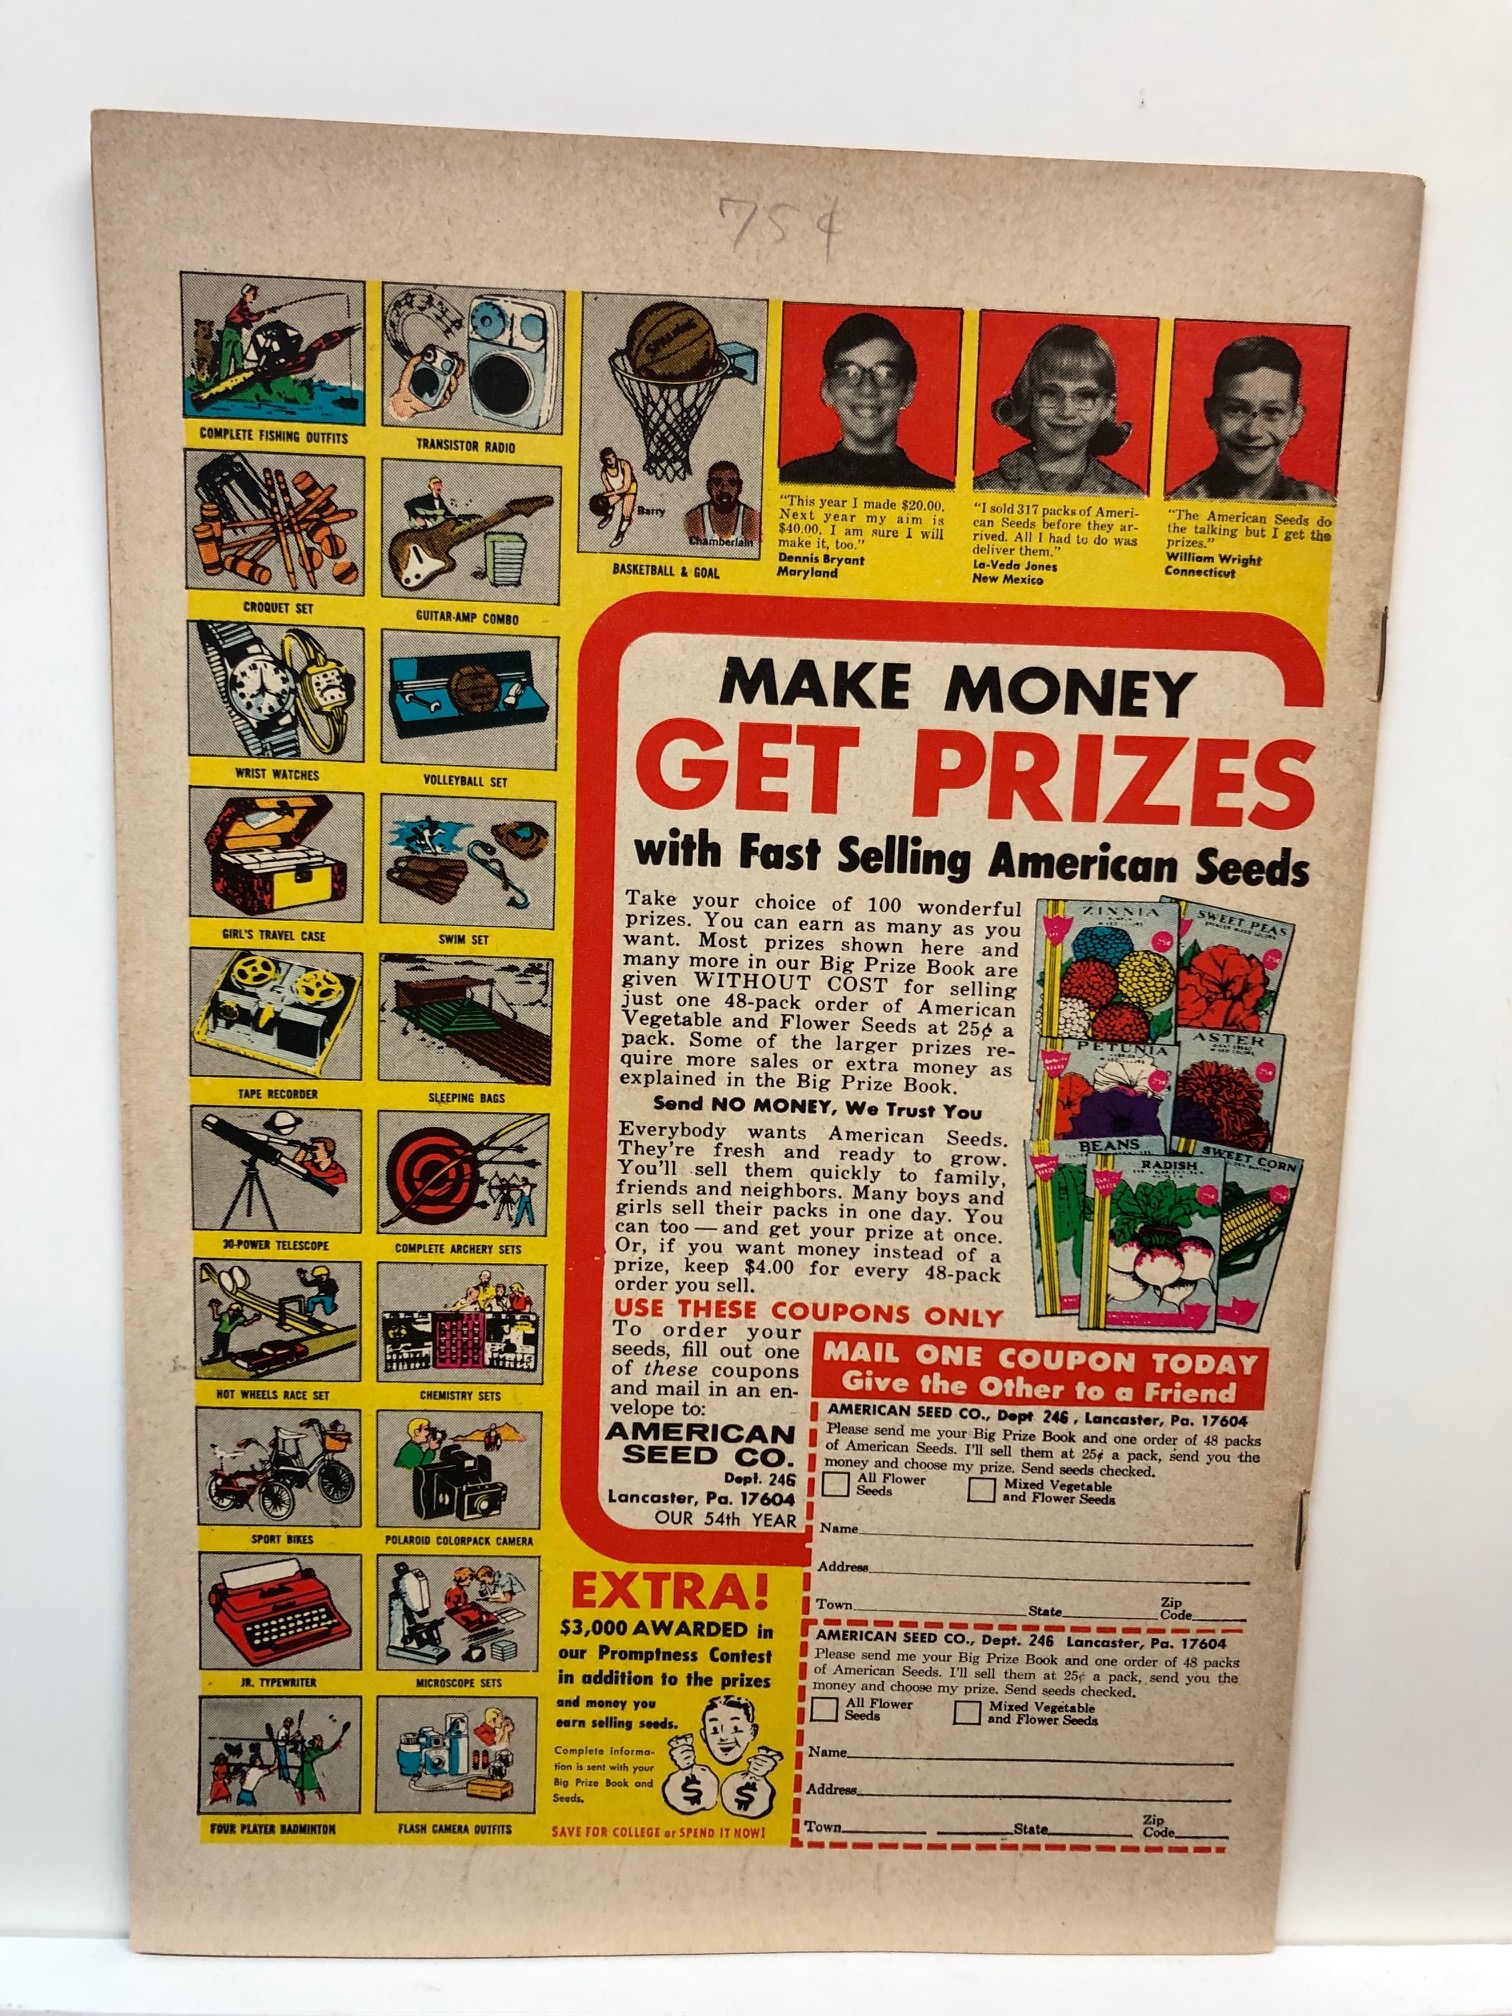 75¢
COMPLETE FISHING OUTFITS
TRANSISTOR RADIO
SPALDING
Barry
Chamberlain
BASKETBALL & GOAL
"This year I made $20.00.
Next year my aim is
$40.00. I am sure I will
make it, too."
Dennis Bryant
Maryland
"I sold 317 packs of Ameri-
can Seeds before they ar-
rived. All I had to do was
deliver them."
La-Veda Jones
New Mexico
"The American Seeds do
the talking but I get the
prizes."
William Wright
Connecticut
CROQUET SET
GUITAR-AMP COMBO
WRIST WATCHES
VOLLEYBALL SET
GIRL'S TRAVEL CASE
SWIM SET
TAPE RECORDER
SLEEPING BAGS
30-POWER TELESCOPE
COMPLETE ARCHERY SETS
HOT WHEELS RACE SET
CHEMISTRY SETS
SPORT BIKES
POLAROID COLORPACK CAMERA
JR. TYPEWRITER
MICROSCOPE SETS
FOUR PLAYER BADMINTON
FLASH CAMERA OUTFITS
MAKE MONEY
GET PRIZES
with Fast Selling American Seeds
Take your choice of 100 wonderful
prizes. You can earn as many as you
want. Most prizes shown here and
many more in our Big Prize Book are
given WITHOUT COST for selling
just one 48-pack order of American
Vegetable and Flower Seeds at 25¢ a
pack. Some of the larger prizes re-
quire more sales or extra money as
explained in the Big Prize Book.
Send NO MONEY, We Trust You
Everybody wants American Seeds.
They're fresh and ready to grow.
You'll sell them quickly to family,
friends and neighbors. Many boys and
girls sell their packs in one day. You
can too — and get your prize at once.
Or, if you want money instead of a
prize, keep $4.00 for every 48-pack
order you sell.
ZINNIA
25¢
SWEET PEAS
25¢
PETUNIA
25¢
ASTER
25¢
BEANS
RADISH
SWEET CORN
USE THESE COUPONS ONLY
To order your
seeds, fill out one
of these coupons
and mail in an en-
velope to:
AMERICAN
SEED CO.
Dept. 246
Lancaster, Pa. 17604
OUR 54th YEAR
MAIL ONE COUPON TODAY
Give the Other to a Friend
AMERICAN SEED CO., Dept 246, Lancaster, Pa. 17604
Please send me your Big Prize Book and one order of 48 packs
of American Seeds. I'll sell them at 25¢ a pack, send you the
money and choose my prize. Send seeds checked.
All Flower Seeds
Mixed Vegetable and Flower Seeds
Name
Address
Town State Zip Code
AMERICAN SEED CO., Dept. 246 Lancaster, Pa. 17604
Please send me your Big Prize Book and one order of 48 packs
of American Seeds. I'll sell them at 25¢ a pack, send you the
money and choose my prize. Send seeds checked.
All Flower Seeds
Mixed Vegetable and Flower Seeds
Name
Address
Town State Zip Code
EXTRA!
$3,000 AWARDED in
our Promptness Contest
in addition to the prizes
and money you
earn selling seeds.
Complete informa-
tion is sent with your
Big Prize Book and
Seeds.
$ $
SAVE FOR COLLEGE or SPEND IT NOW!